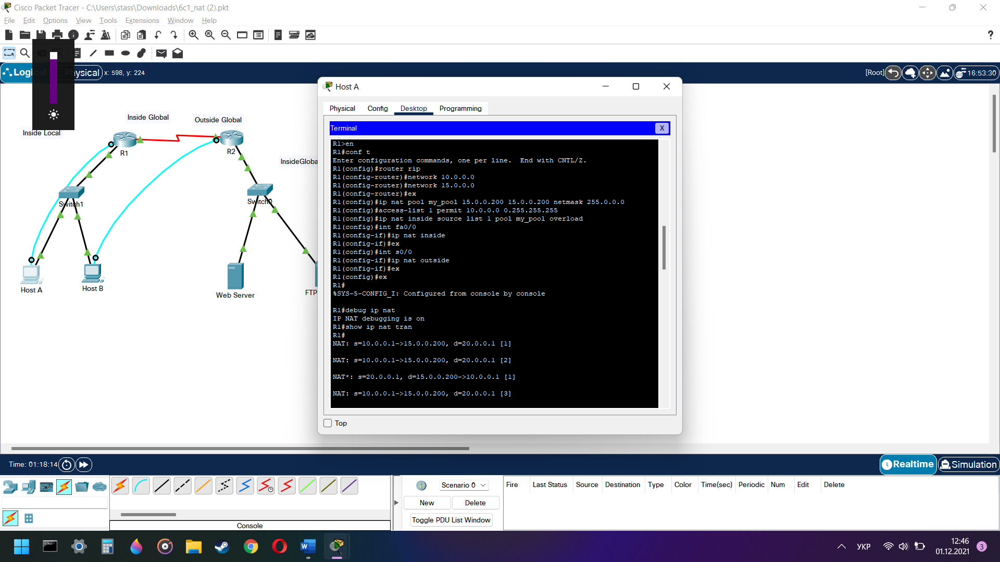 Cisco Packet Tracer - C:\Users\stass\Downloads\6c1_nat (2).pkt
File Edit Options View Tools Extensions Window Help
?
Logi Physical x: 598, y: 224 [Root] 16:53:30
Inside Local
Inside Global
Outside Global
R1
R2
InsideGloba
Switch1
Switch0
Host A
Host B
Web Server
FTP
Host A
Physical Config Desktop Programming
Terminal X
R1>en
R1#conf t
Enter configuration commands, one per line.  End with CNTL/Z.
R1(config)#router rip
R1(config-router)#network 10.0.0.0
R1(config-router)#network 15.0.0.0
R1(config-router)#ex
R1(config)#ip nat pool my_pool 15.0.0.200 15.0.0.200 netmask 255.0.0.0
R1(config)#access-list 1 permit 10.0.0.0 0.255.255.255
R1(config)#ip nat inside source list 1 pool my_pool overload
R1(config)#int fa0/0
R1(config-if)#ip nat inside
R1(config-if)#ex
R1(config)#int s0/0
R1(config-if)#ip nat outside
R1(config-if)#ex
R1(config)#ex
R1#
%SYS-5-CONFIG_I: Configured from console by console
R1#debug ip nat
IP NAT debugging is on
R1#show ip nat tran
R1#
NAT: s=10.0.0.1->15.0.0.200, d=20.0.0.1 [1]
NAT: s=10.0.0.1->15.0.0.200, d=20.0.0.1 [2]
NAT*: s=20.0.0.1, d=15.0.0.200->10.0.0.1 [1]
NAT: s=10.0.0.1->15.0.0.200, d=20.0.0.1 [3]
Top
Time: 01:18:14
Realtime Simulation
Scenario 0
New Delete
Toggle PDU List Window
Fire Last Status Source Destination Type Color Time(sec) Periodic Num Edit Delete
Console
УКР
12:46
01.12.2021
3